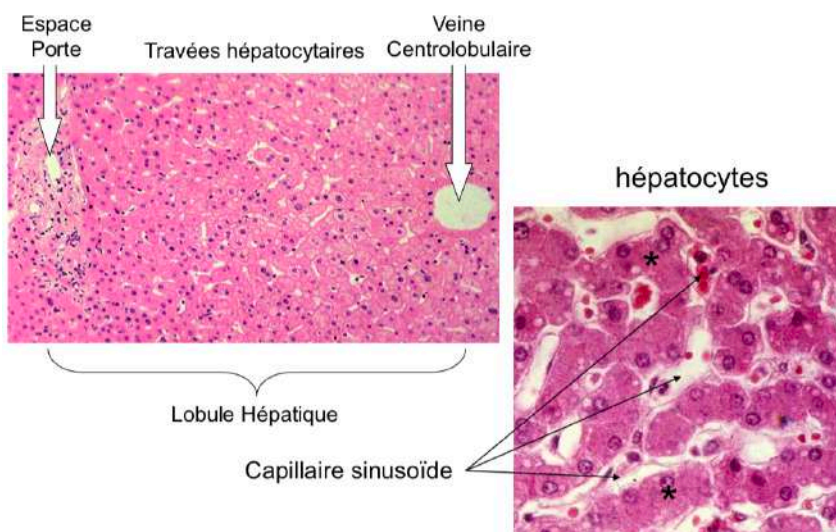 Espace
Porte
Travées hépatocytaires
Veine
Centrolobulaire
hépatocytes
*
Lobule Hépatique
Capillaire sinusoïde
*